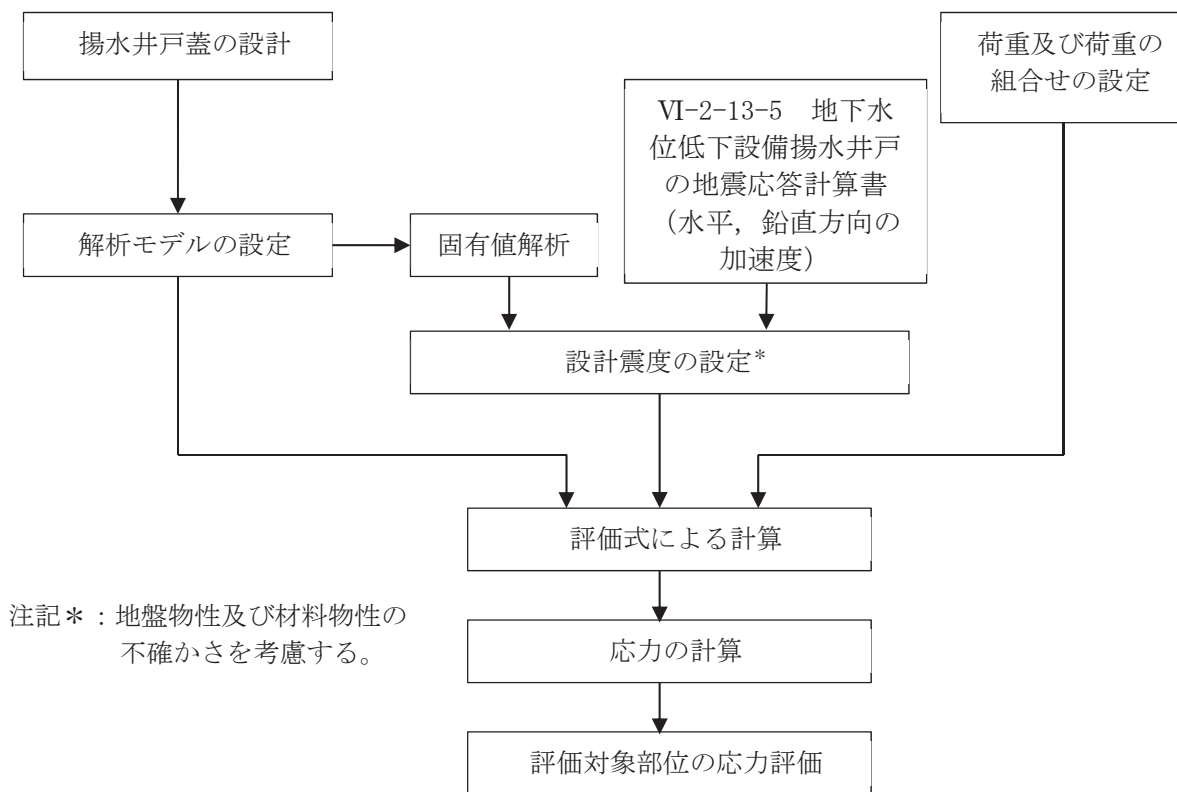 揚水井戸蓋の設計
荷重及び荷重の
組合せの設定
Ⅵ-2-13-5 地下水
位低下設備揚水井戸
の地震応答計算書
（水平，鉛直方向の
加速度）
解析モデルの設定
固有値解析
設計震度の設定*
評価式による計算
注記＊：地盤物性及び材料物性の
不確かさを考慮する。
応力の計算
評価対象部位の応力評価